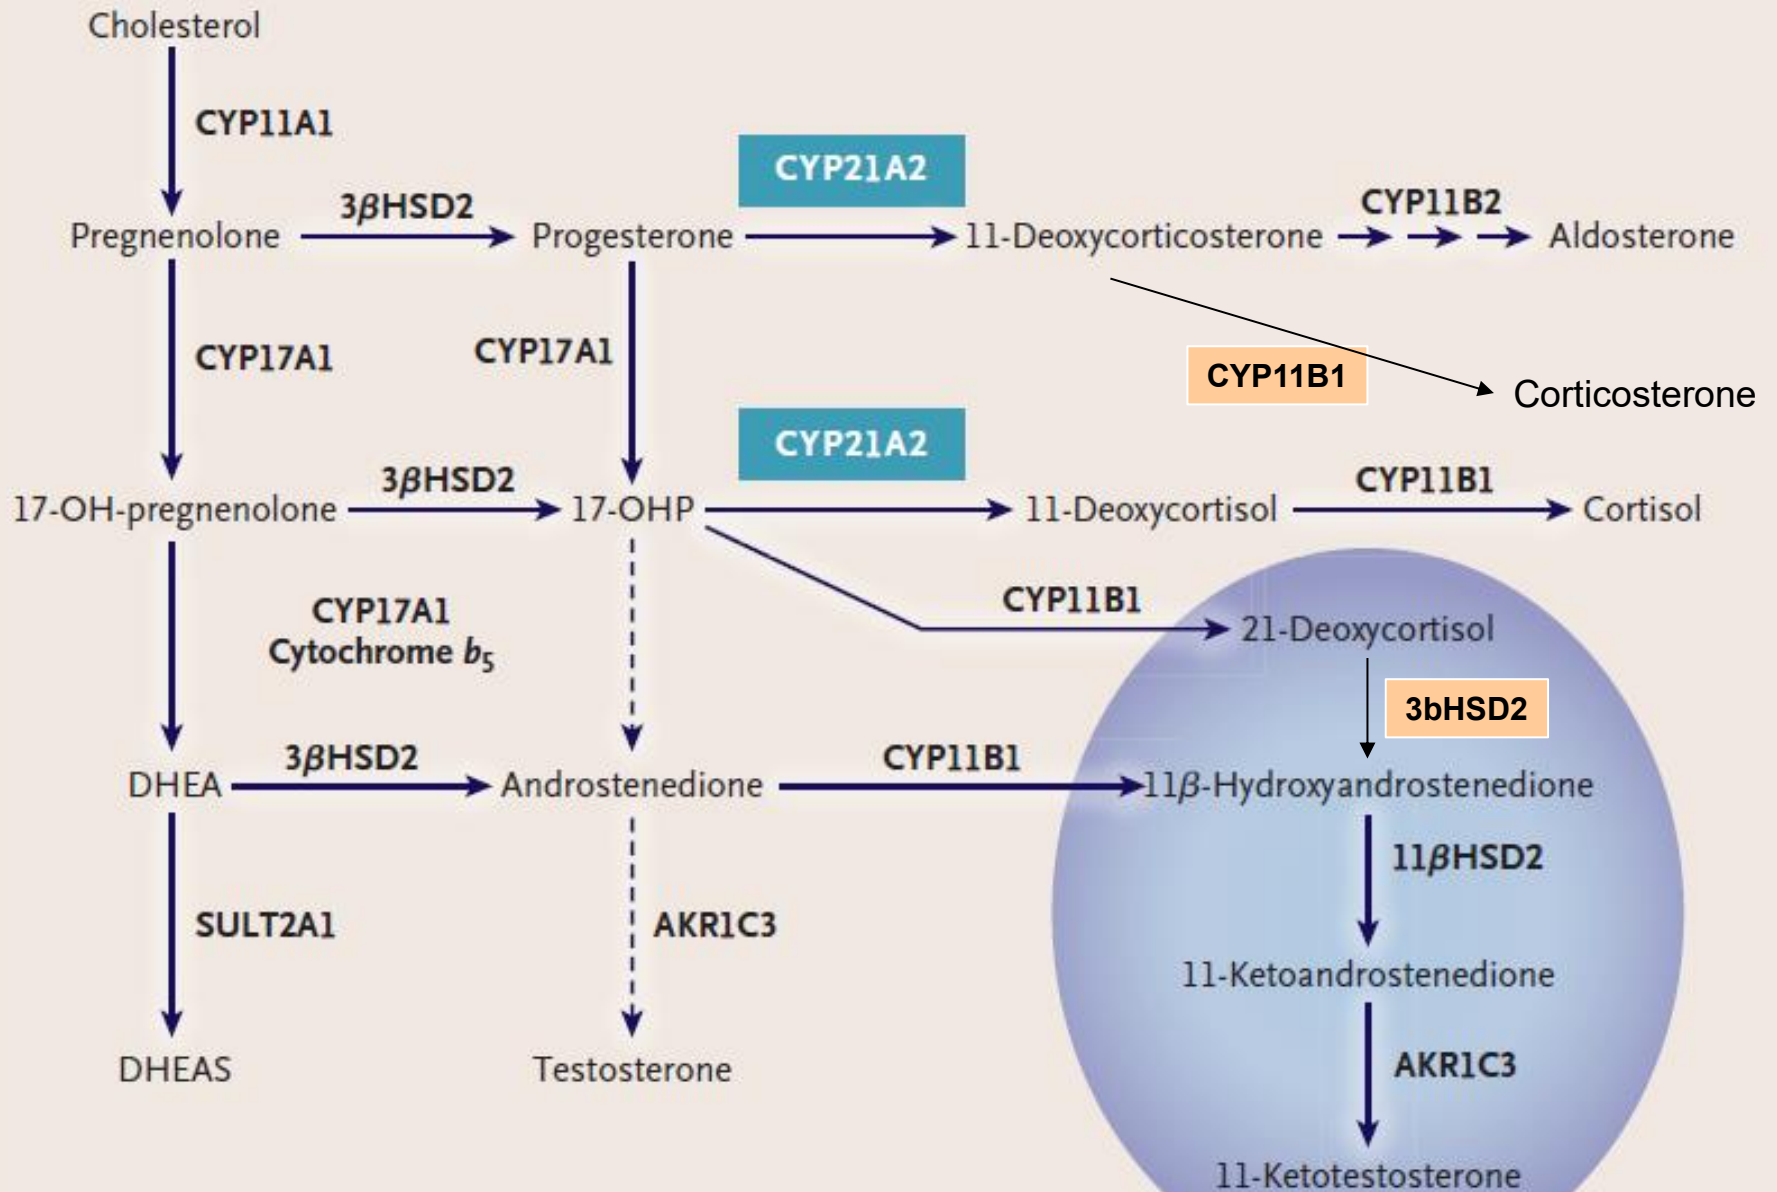 Cholesterol
CYP11A1
CYP21A2
3βHSD2
CYP11B2
Pregnenolone
Progesterone
11-Deoxycorticosterone
Aldosterone
CYP17A1
CYP17A1
CYP11B1
Corticosterone
CYP21A2
3βHSD2
CYP11B1
17-OH-pregnenolone
17-OHP
11-Deoxycortisol
Cortisol
CYP17A1
Cytochrome b5
CYP11B1
21-Deoxycortisol
3bHSD2
3βHSD2
CYP11B1
DHEA
Androstenedione
11β-Hydroxyandrostenedione
11βHSD2
SULT2A1
AKR1C3
11-Ketoandrostenedione
AKR1C3
DHEAS
Testosterone
11-Ketotestosterone